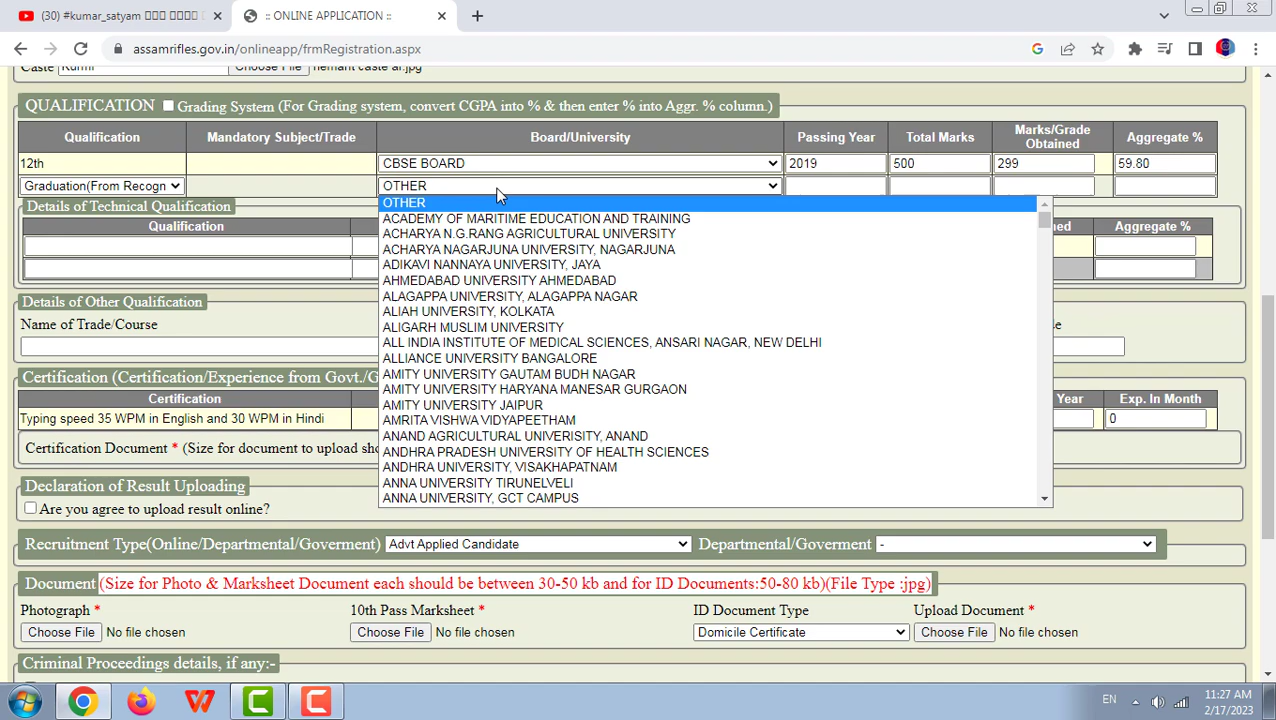 (30) #kumar_satyam
:: ONLINE APPLICATION ::
assamrifles.gov.in/onlineapp/frmRegistration.aspx
Caste Kurmi Choose File hemant caste ar.jpg
QUALIFICATION Grading System (For Grading system, convert CGPA into % & then enter % into Aggr. % column.)
Qualification Mandatory Subject/Trade Board/University Passing Year Total Marks Marks/Grade Obtained Aggregate %
12th CBSE BOARD 2019 500 299 59.80
Graduation(From Recogn OTHER
Details of Technical Qualification
OTHER
ACADEMY OF MARITIME EDUCATION AND TRAINING
Qualification Aggregate %
ACHARYA N.G.RANG AGRICULTURAL UNIVERSITY
ACHARYA NAGARJUNA UNIVERSITY, NAGARJUNA
ADIKAVI NANNAYA UNIVERSITY, JAYA
AHMEDABAD UNIVERSITY AHMEDABAD
ALAGAPPA UNIVERSITY, ALAGAPPA NAGAR
Details of Other Qualification
ALIAH UNIVERSITY, KOLKATA
Name of Trade/Course
ALIGARH MUSLIM UNIVERSITY
ALL INDIA INSTITUTE OF MEDICAL SCIENCES, ANSARI NAGAR, NEW DELHI
ALLIANCE UNIVERSITY BANGALORE
AMITY UNIVERSITY GAUTAM BUDH NAGAR
Certification (Certification/Experience from Govt./G
AMITY UNIVERSITY HARYANA MANESAR GURGAON
Certification Year Exp. In Month
AMITY UNIVERSITY JAIPUR
Typing speed 35 WPM in English and 30 WPM in Hindi 0
AMRITA VISHWA VIDYAPEETHAM
ANAND AGRICULTURAL UNIVERISITY, ANAND
Certification Document * (Size for document to upload sho
ANDHRA PRADESH UNIVERSITY OF HEALTH SCIENCES
ANDHRA UNIVERSITY, VISAKHAPATNAM
Declaration of Result Uploading
ANNA UNIVERSITY TIRUNELVELI
ANNA UNIVERSITY, GCT CAMPUS
Are you agree to upload result online?
Recruitment Type(Online/Departmental/Goverment) Advt Applied Candidate Departmental/Goverment -
Document (Size for Photo & Marksheet Document each should be between 30-50 kb and for ID Documents:50-80 kb)(File Type :jpg)
Photograph * 10th Pass Marksheet * ID Document Type Upload Document *
Choose File No file chosen Choose File No file chosen Domicile Certificate Choose File No file chosen
Criminal Proceedings details, if any:-
EN 11:27 AM
2/17/2023